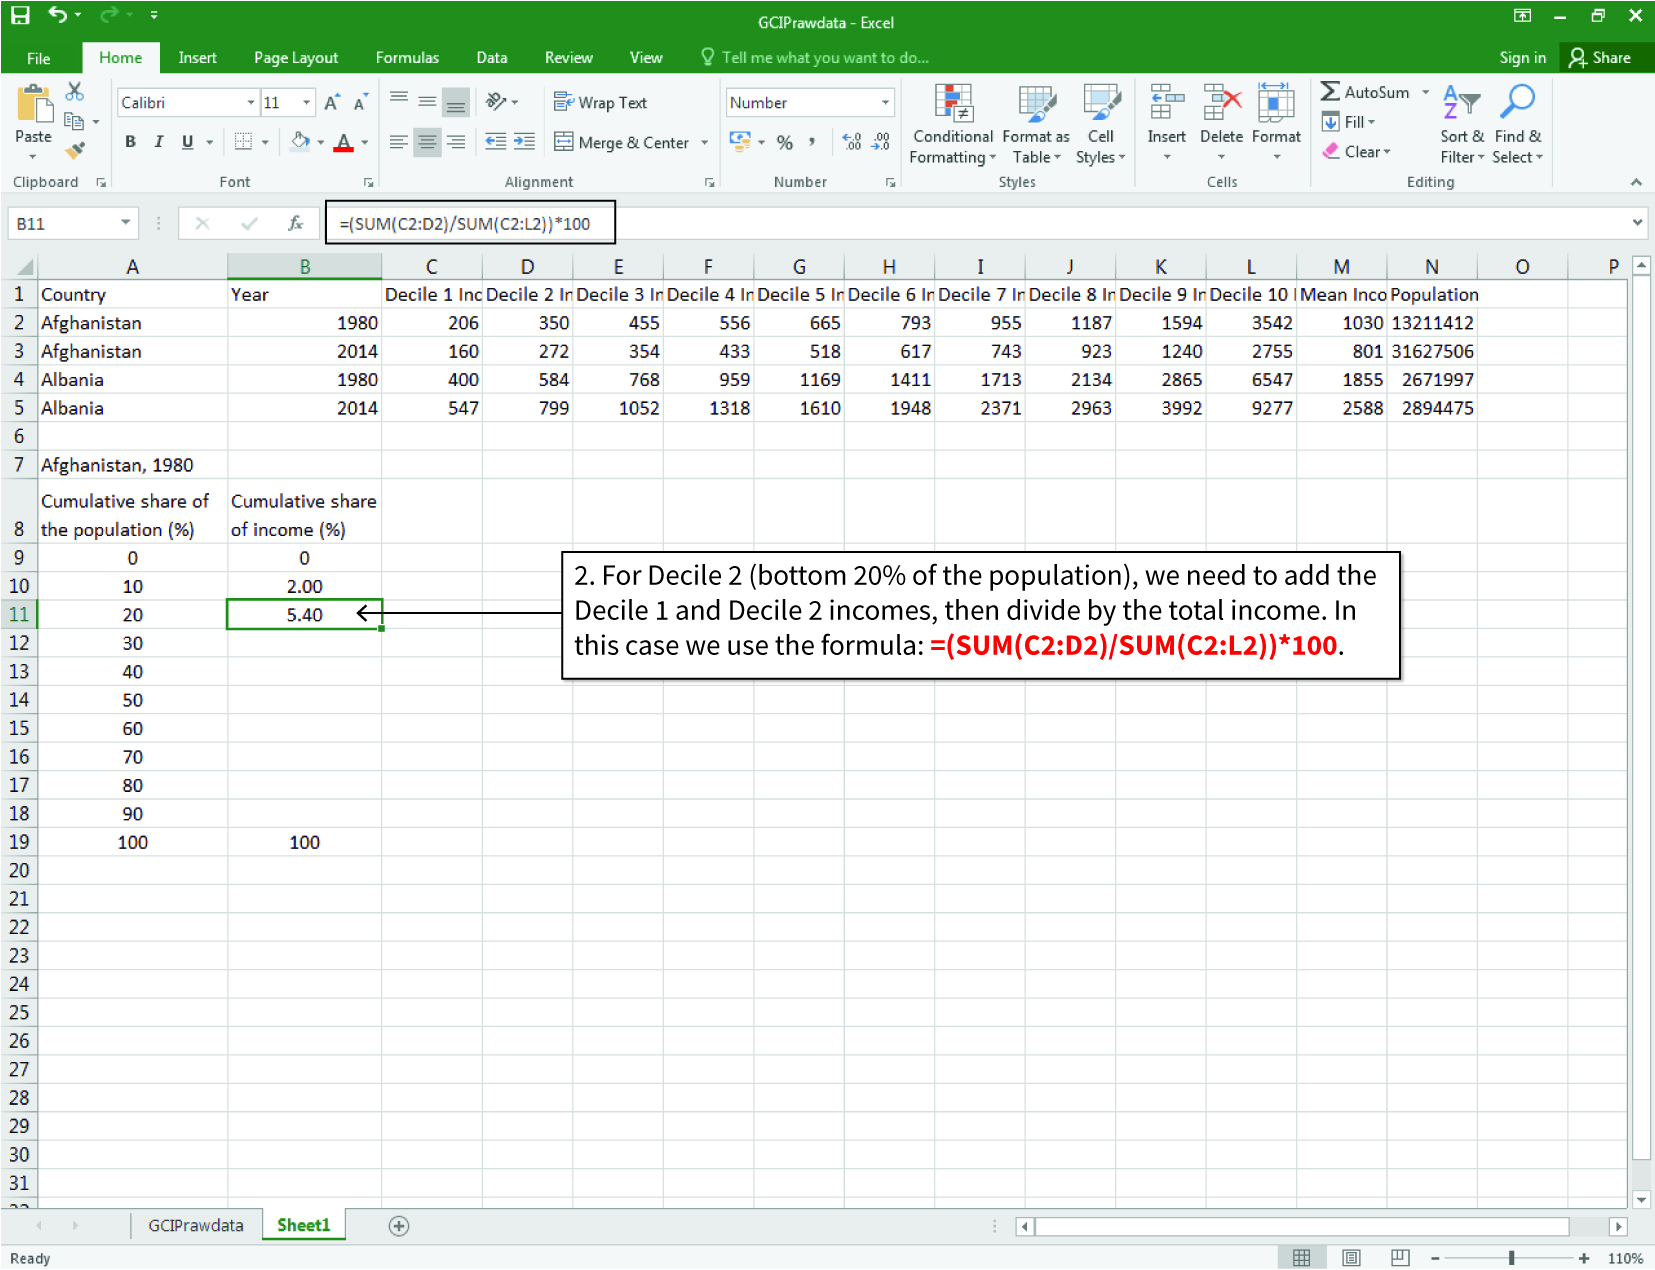 GCIPrawdata - Excel
File Home Insert Page Layout Formulas Data Review View Tell me what you want to do... Sign in Share
Calibri 11 A A Wrap Text Number AutoSum
Paste B I U A Merge & Center % , .00 .00 Conditional Formatting Format as Table Cell Styles Insert Delete Format Fill Clear Sort & Filter Find & Select
Clipboard Font Alignment Number Styles Cells Editing
B11 fx =(SUM(C2:D2)/SUM(C2:L2))*100
A B C D E F G H I J K L M N O P
1 Country Year Decile 1 Inc Decile 2 In Decile 3 In Decile 4 In Decile 5 In Decile 6 In Decile 7 In Decile 8 In Decile 9 In Decile 10 I Mean Inco Population
2 Afghanistan 1980 206 350 455 556 665 793 955 1187 1594 3542 1030 13211412
3 Afghanistan 2014 160 272 354 433 518 617 743 923 1240 2755 801 31627506
4 Albania 1980 400 584 768 959 1169 1411 1713 2134 2865 6547 1855 2671997
5 Albania 2014 547 799 1052 1318 1610 1948 2371 2963 3992 9277 2588 2894475
6
7 Afghanistan, 1980
Cumulative share of Cumulative share
8 the population (%) of income (%)
9 0 0
10 10 2.00
11 20 5.40
2. For Decile 2 (bottom 20% of the population), we need to add the
Decile 1 and Decile 2 incomes, then divide by the total income. In
this case we use the formula: =(SUM(C2:D2)/SUM(C2:L2))*100.
12 30
13 40
14 50
15 60
16 70
17 80
18 90
19 100 100
20
21
22
23
24
25
26
27
28
29
30
31
GCIPrawdata Sheet1
Ready 110%